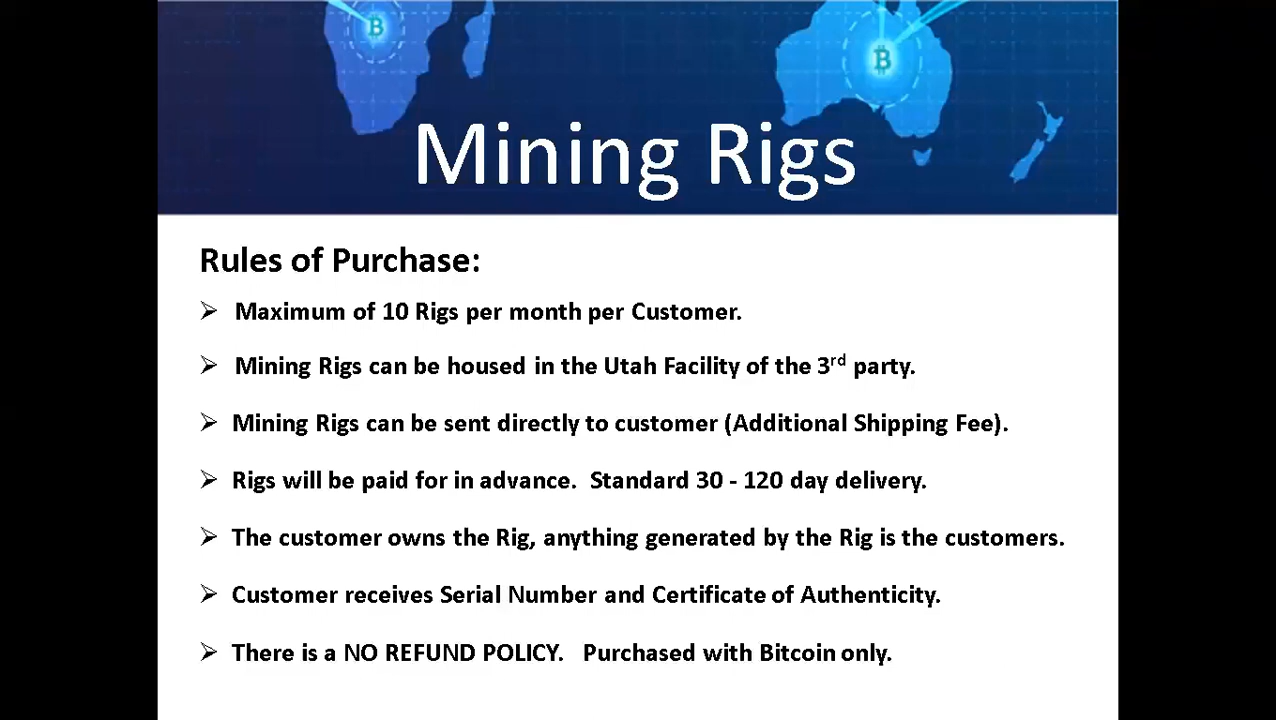 Mining Rigs
Rules of Purchase:
➢ Maximum of 10 Rigs per month per Customer.
➢ Mining Rigs can be housed in the Utah Facility of the 3rd party.
➢ Mining Rigs can be sent directly to customer (Additional Shipping Fee).
➢ Rigs will be paid for in advance.  Standard 30 - 120 day delivery.
➢ The customer owns the Rig, anything generated by the Rig is the customers.
➢ Customer receives Serial Number and Certificate of Authenticity.
➢ There is a NO REFUND POLICY.   Purchased with Bitcoin only.